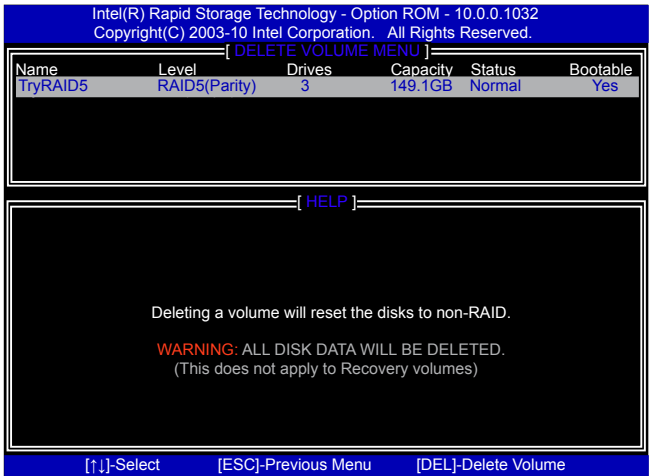 Intel(R) Rapid Storage Technology - Option ROM - 10.0.0.1032
Copyright(C) 2003-10 Intel Corporation.   All Rights Reserved.
[ DELETE VOLUME MENU ]
Name Level Drives Capacity Status Bootable
TryRAID5 RAID5(Parity) 3 149.1GB Normal Yes
[ HELP ]
Deleting a volume will reset the disks to non-RAID.
WARNING: ALL DISK DATA WILL BE DELETED.
(This does not apply to Recovery volumes)
[↑↓]-Select [ESC]-Previous Menu [DEL]-Delete Volume